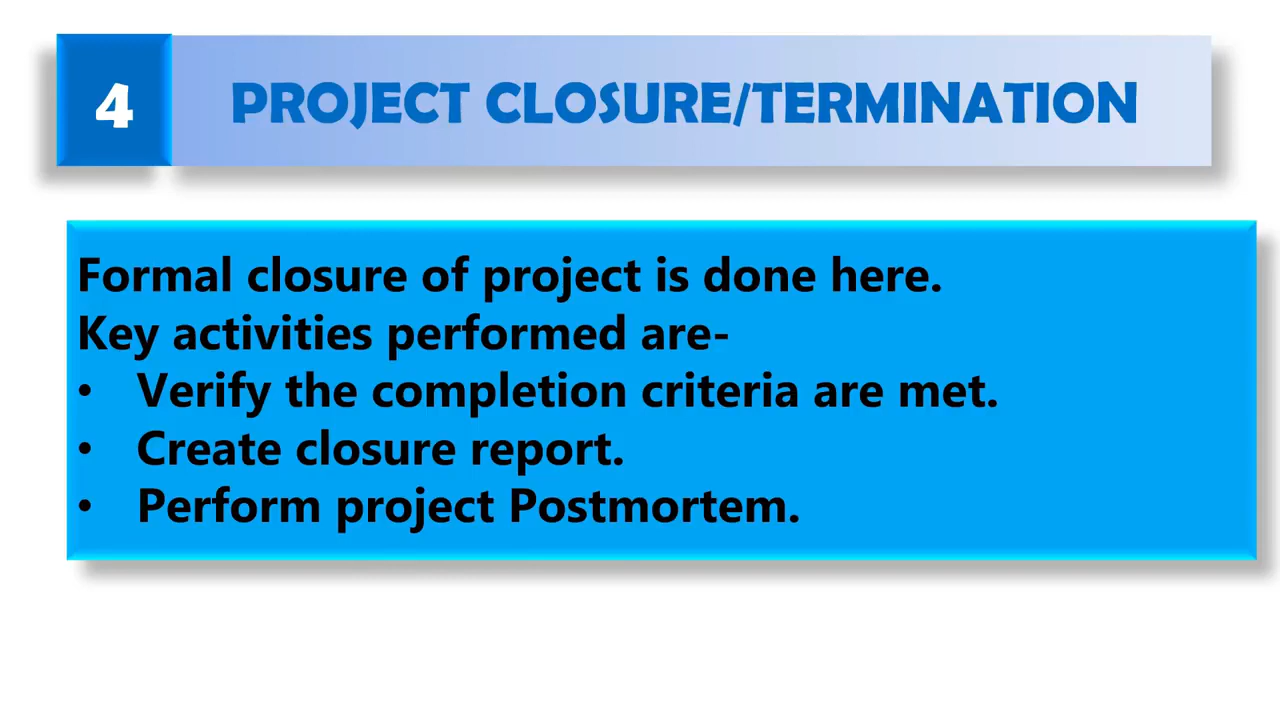 4
PROJECT CLOSURE/TERMINATION
Formal closure of project is done here.
Key activities performed are-
• Verify the completion criteria are met.
• Create closure report.
• Perform project Postmortem.